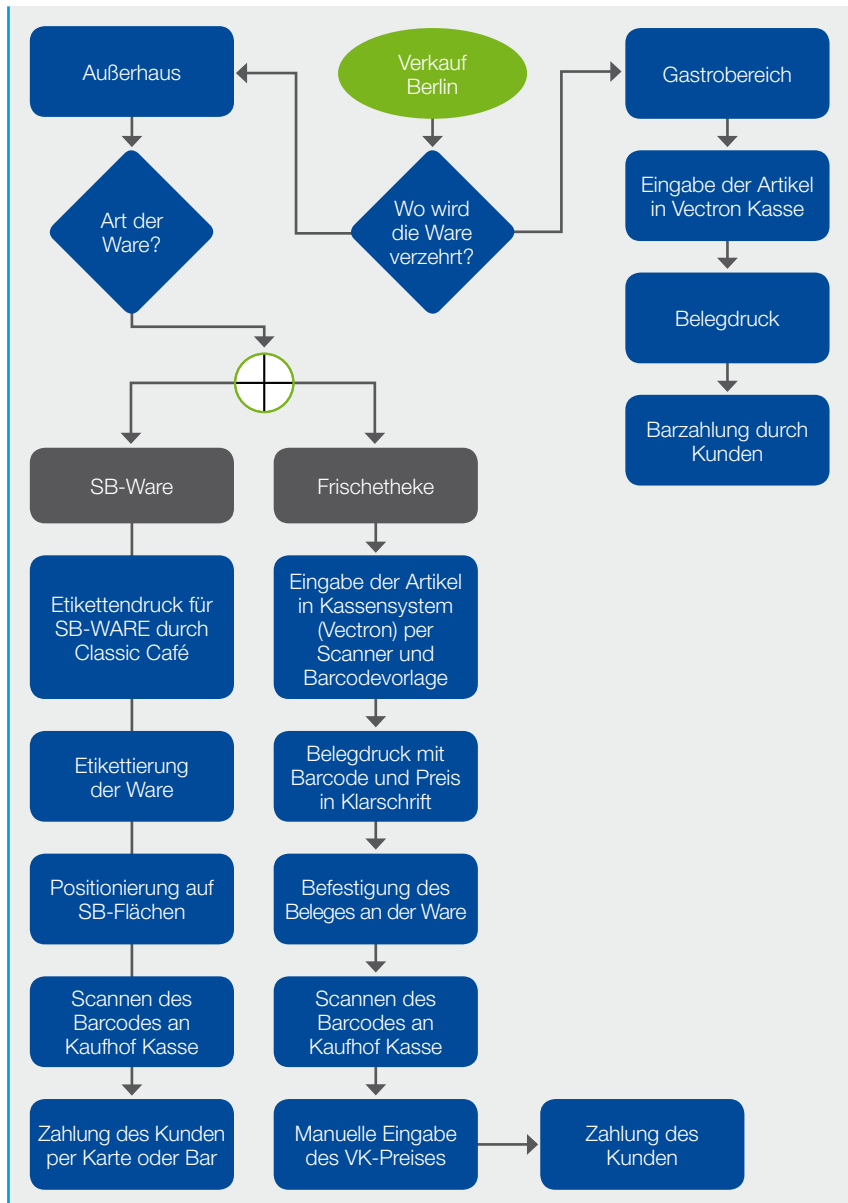 Verkauf
Berlin
Wo wird
die Ware
verzehrt?
Außerhaus
Art der
Ware?
SB-Ware
Etikettendruck für
SB-WARE durch
Classic Café
Etikettierung
der Ware
Positionierung auf
SB-Flächen
Scannen des
Barcodes an
Kaufhof Kasse
Zahlung des Kunden
per Karte oder Bar
Frischetheke
Eingabe der Artikel
in Kassensystem
(Vectron) per
Scanner und
Barcodevorlage
Belegdruck mit
Barcode und Preis
in Klarschrift
Befestigung des
Beleges an der Ware
Scannen des
Barcodes an
Kaufhof Kasse
Manuelle Eingabe
des VK-Preises
Zahlung des
Kunden
Gastrobereich
Eingabe der Artikel
in Vectron Kasse
Belegdruck
Barzahlung durch
Kunden